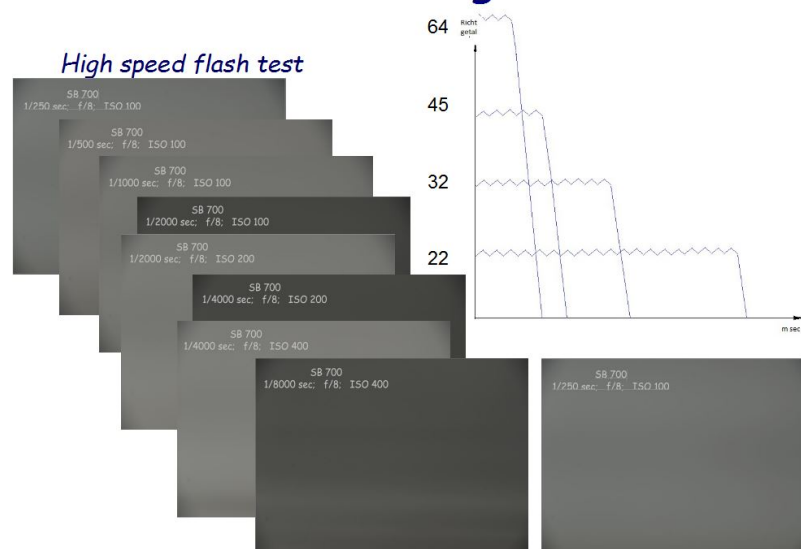 High speed flash test
SB 700
1/250 sec; f/8; ISO 100
SB 700
1/500 sec; f/8; ISO 100
SB 700
1/1000 sec; f/8; ISO 100
SB 700
1/2000 sec; f/8; ISO 100
SB 700
1/2000 sec; f/8; ISO 200
SB 700
1/4000 sec; f/8; ISO 200
SB 700
1/4000 sec; f/8; ISO 400
SB 700
1/8000 sec; f/8; ISO 400
SB 700
1/250 sec; f/8; ISO 100
64
Richt
getal
45
32
22
m sec